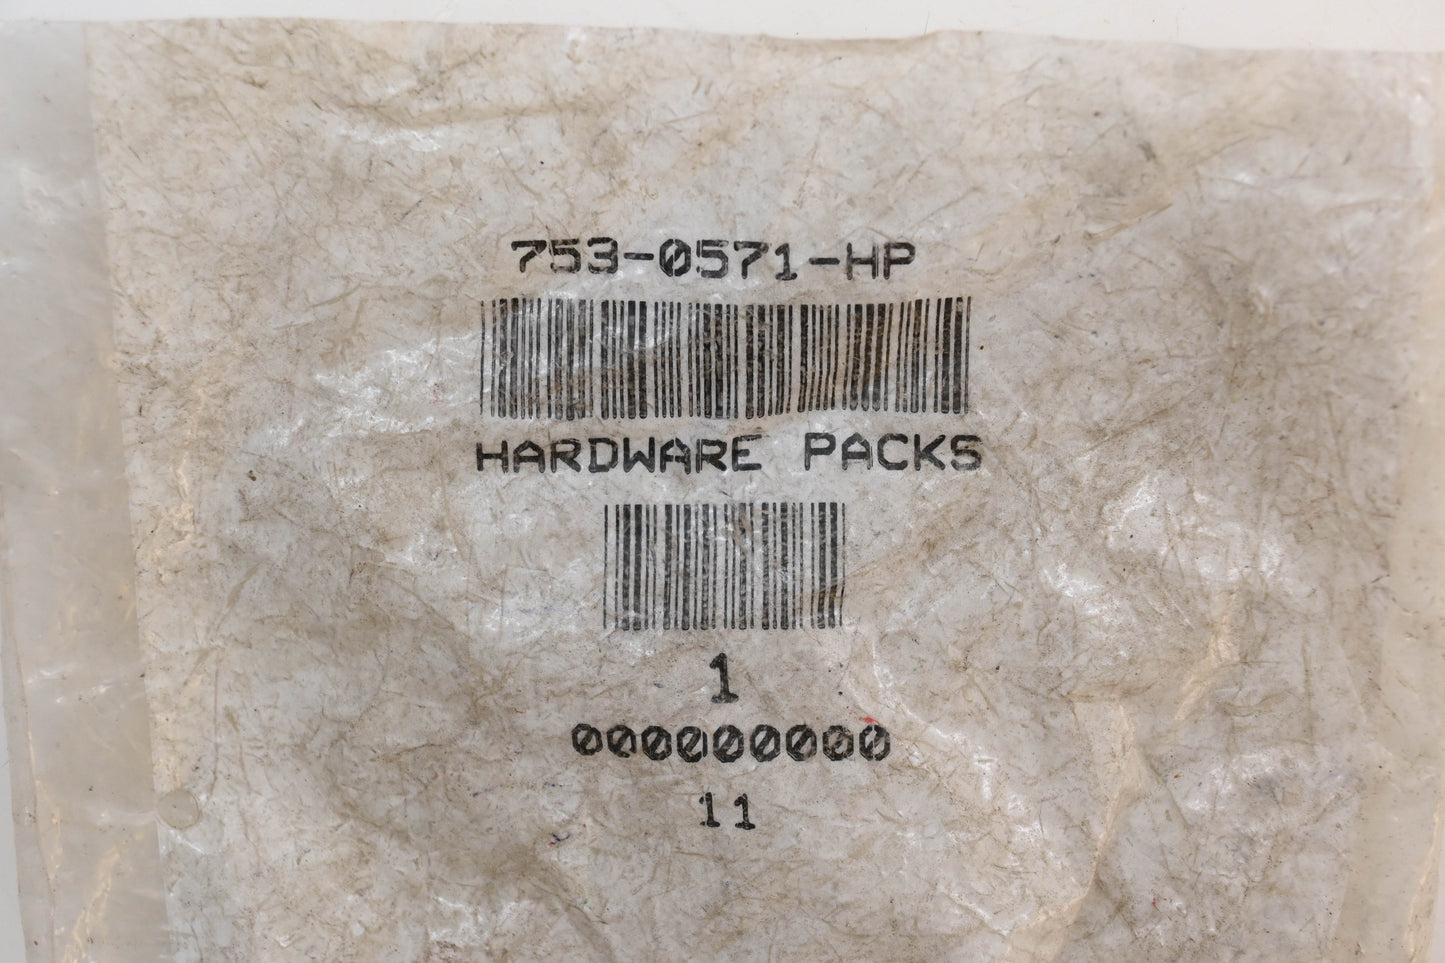 753-0571-HP
HARDWARE PACKS
1
000000000
11